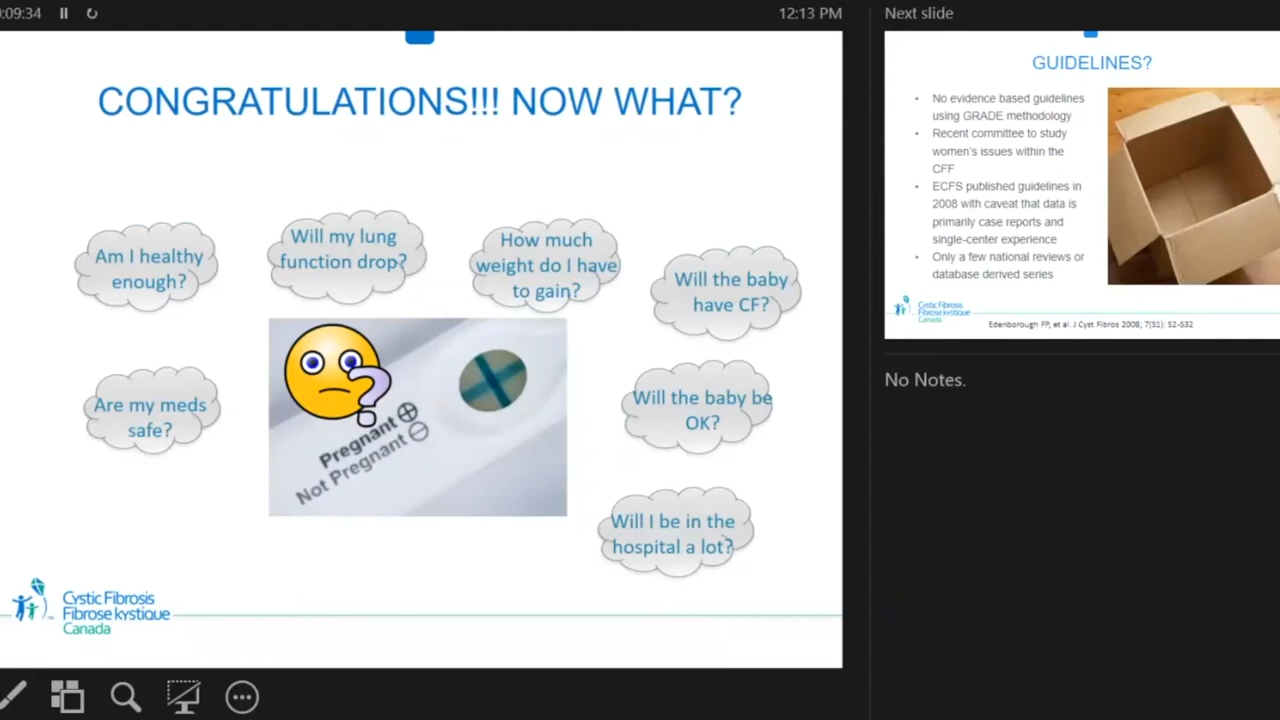 :09:34
12:13 PM
CONGRATULATIONS!!! NOW WHAT?
Am I healthy
enough?
Will my lung
function drop?
How much
weight do I have
to gain?
Will the baby
have CF?
Are my meds
safe?
?
Pregnant
Not Pregnant
Will the baby be
OK?
Will I be in the
hospital a lot?
Cystic Fibrosis
Fibrose kystique
Canada
Next slide
GUIDELINES?
• No evidence based guidelines
using GRADE methodology
• Recent committee to study
women's issues within the
CFF
• ECFS published guidelines in
2008 with caveat that data is
primarily case reports and
single-center experience
• Only a few national reviews or
database derived series
Cystic Fibrosis
Fibrose kystique
Canada
Edenborough FP, et al. J Cyst Fibros 2008; 7(S1): S2-S32
No Notes.